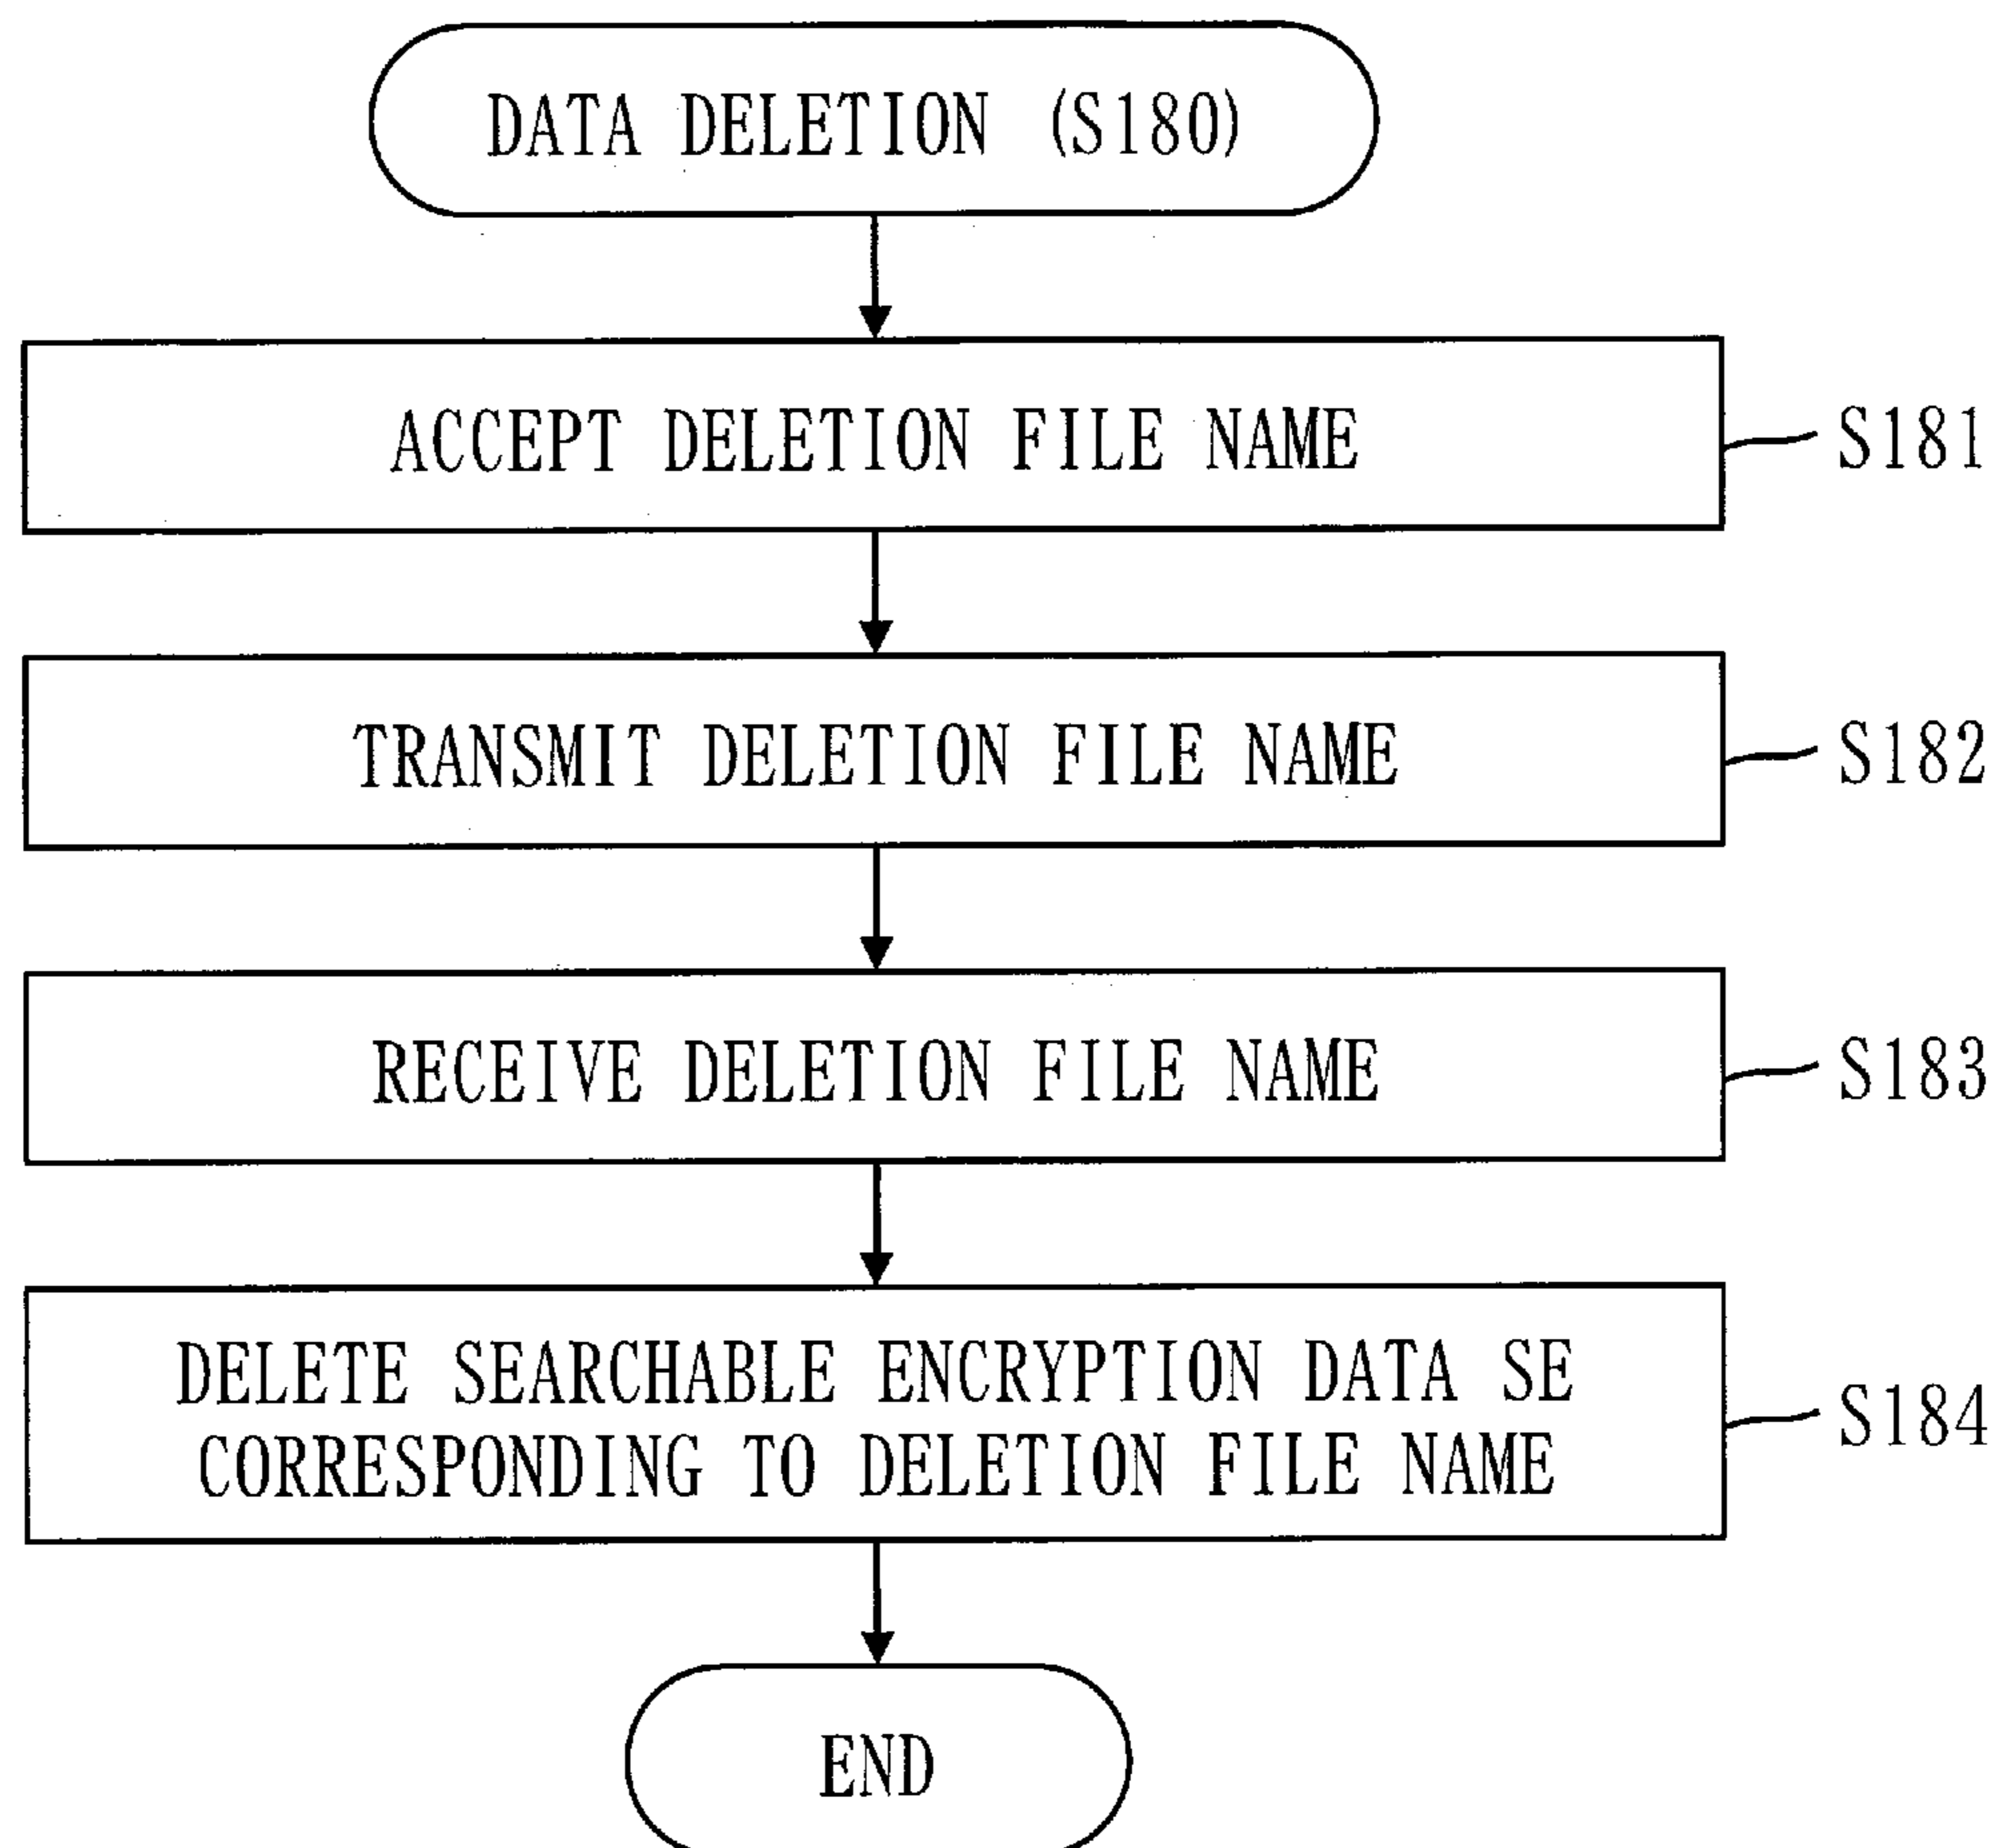 DATA DELETION (S180)
ACCEPT DELETION FILE NAME
S181
TRANSMIT DELETION FILE NAME
S182
RECEIVE DELETION FILE NAME
S183
DELETE SEARCHABLE ENCRYPTION DATA SE
CORRESPONDING TO DELETION FILE NAME
S184
END